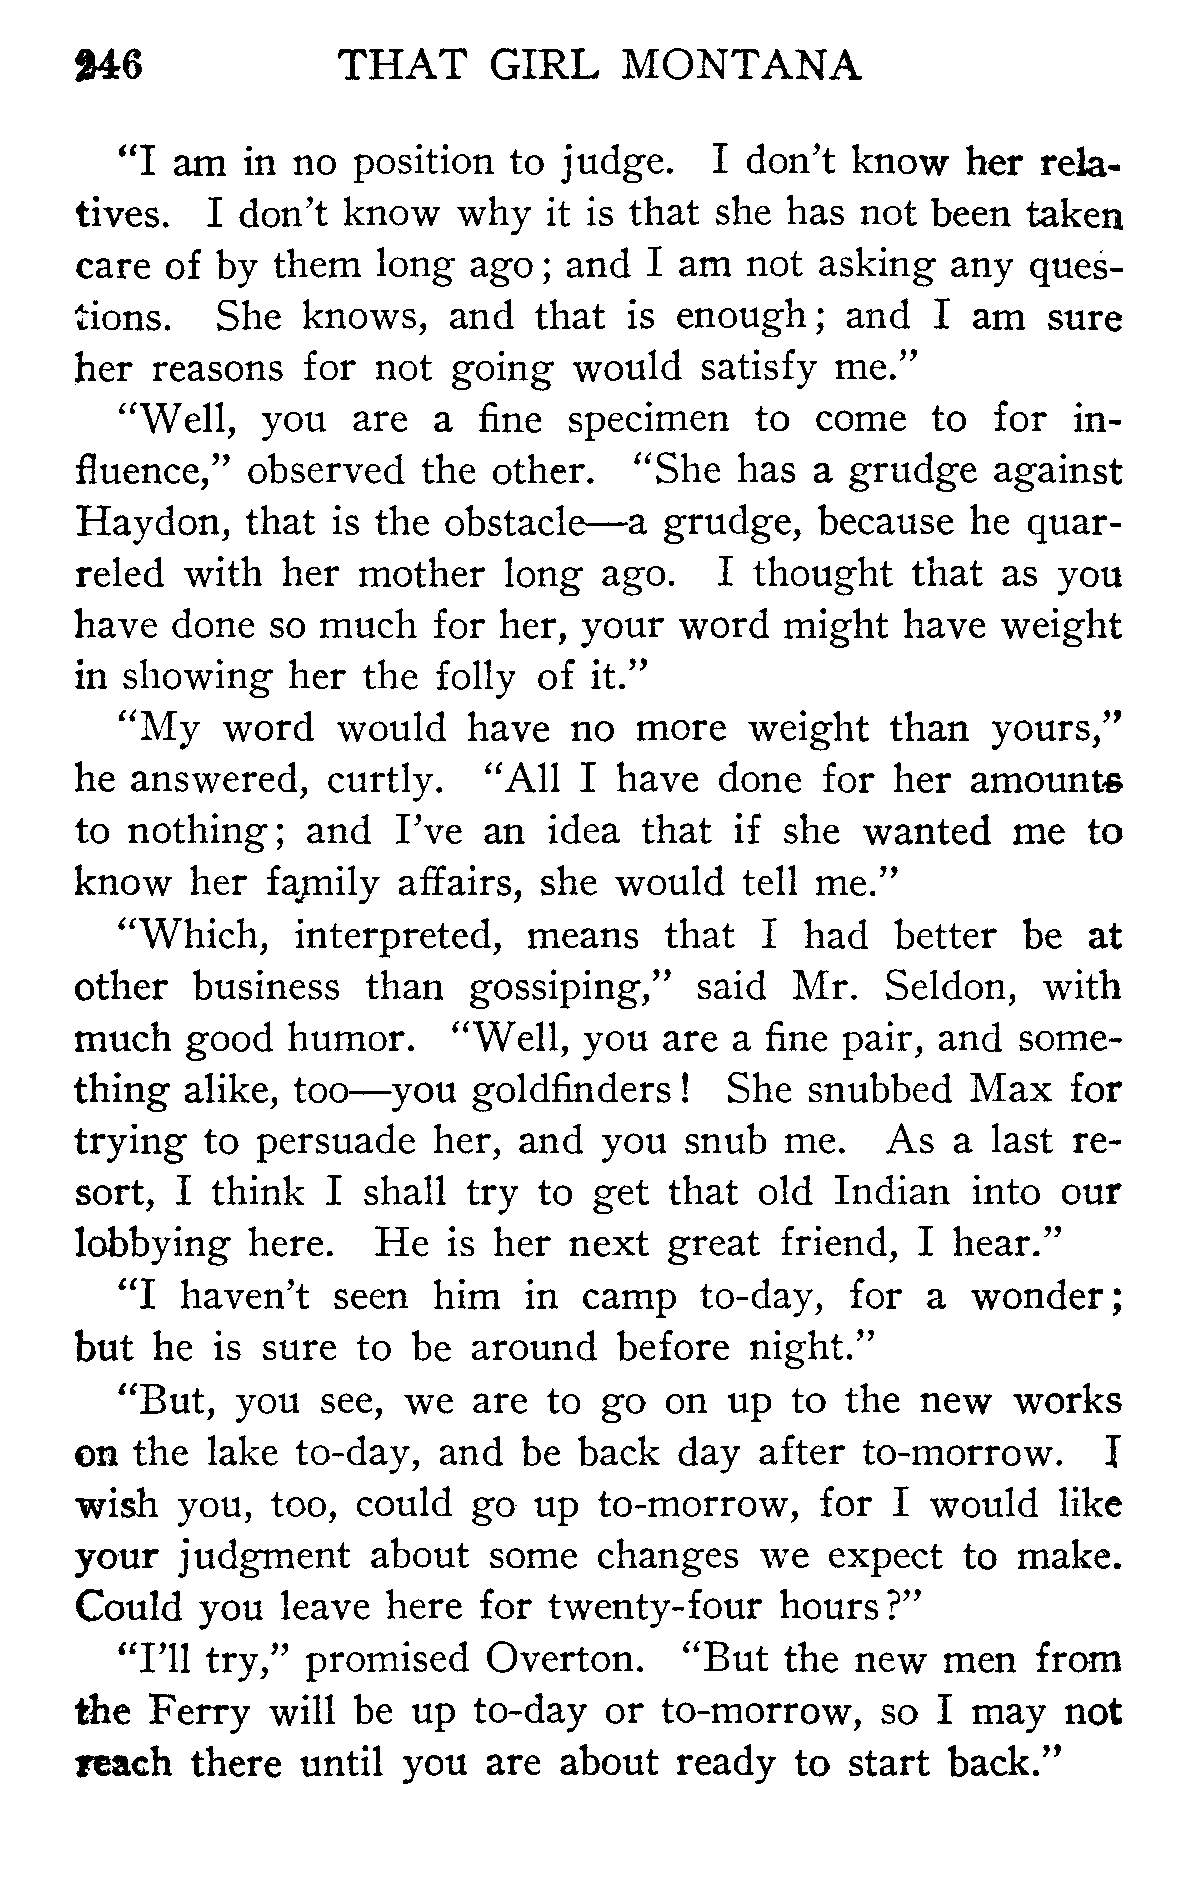 246 THAT GIRL MONTANA
“I am in no position to judge. I don’t know her rela-
tives. I don’t know why it is that she has not been taken
care of by them long ago; and I am not asking any ques-
tions. She knows, and that is enough; and I am sure
her reasons for not going would satisfy me.”
“Well, you are a fine specimen to come to for in-
fluence,” observed the other. “She has a grudge against
Haydon, that is the obstacle—a grudge, because he quar-
reled with her mother long ago. I thought that as you
have done so much for her, your word might have weight
in showing her the folly of it.”
“My word would have no more weight than yours,”
he answered, curtly. “All I have done for her amounts
to nothing; and I’ve an idea that if she wanted me to
know her family affairs, she would tell me.”
“Which, interpreted, means that I had better be at
other business than gossiping,” said Mr. Seldon, with
much good humor. “Well, you are a fine pair, and some-
thing alike, too—you goldfinders! She snubbed Max for
trying to persuade her, and you snub me. As a last re-
sort, I think I shall try to get that old Indian into our
lobbying here. He is her next great friend, I hear.”
“I haven’t seen him in camp to-day, for a wonder;
but he is sure to be around before night.”
“But, you see, we are to go on up to the new works
on the lake to-day, and be back day after to-morrow. I
wish you, too, could go up to-morrow, for I would like
your judgment about some changes we expect to make.
Could you leave here for twenty-four hours?”
“I’ll try,” promised Overton. “But the new men from
the Ferry will be up to-day or to-morrow, so I may not
reach there until you are about ready to start back.”